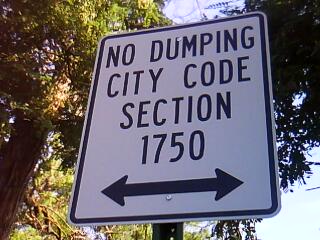 NO DUMPING
CITY CODE
SECTION
1750